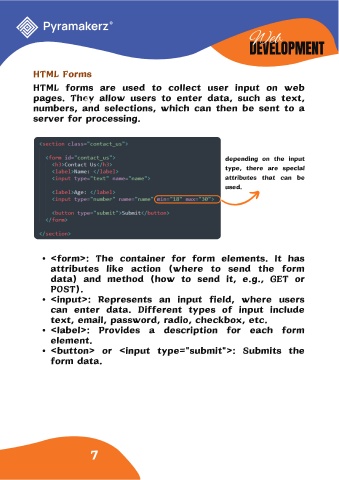 Pyramakerz®
Web
DEVELOPMENT
HTML Forms
HTML forms are used to collect user input on web
pages. They allow users to enter data, such as text,
numbers, and selections, which can then be sent to a
server for processing.
<section class="contact_us">
<form id="contact_us">
<h3>Contact Us</h3>
<label>Name: </label>
<input type="text" name="name">
<label>Age: </label>
<input type="number" name="name" min="18" max="30">
<button type="submit">Submit</button>
</form>
</section>
depending on the input
type, there are special
attributes that can be
used.
• <form>: The container for form elements. It has
attributes like action (where to send the form
data) and method (how to send it, e.g., GET or
POST).
• <input>: Represents an input field, where users
can enter data. Different types of input include
text, email, password, radio, checkbox, etc.
• <label>: Provides a description for each form
element.
• <button> or <input type="submit">: Submits the
form data.
7